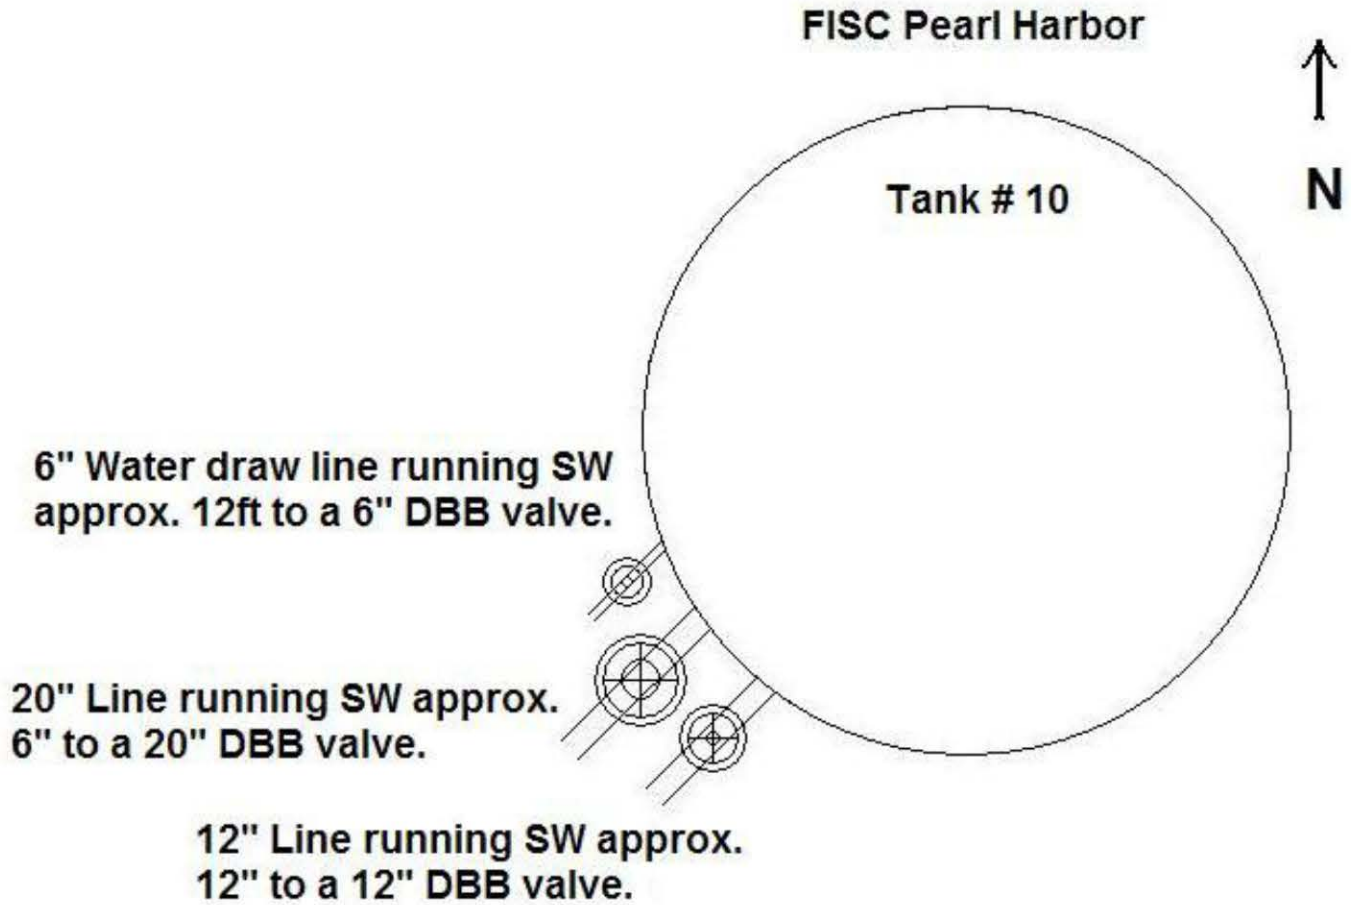 FISC Pearl Harbor
Tank # 10
N
6" Water draw line running SW
approx. 12ft to a 6" DBB valve.
20" Line running SW approx.
6" to a 20" DBB valve.
12" Line running SW approx.
12" to a 12" DBB valve.